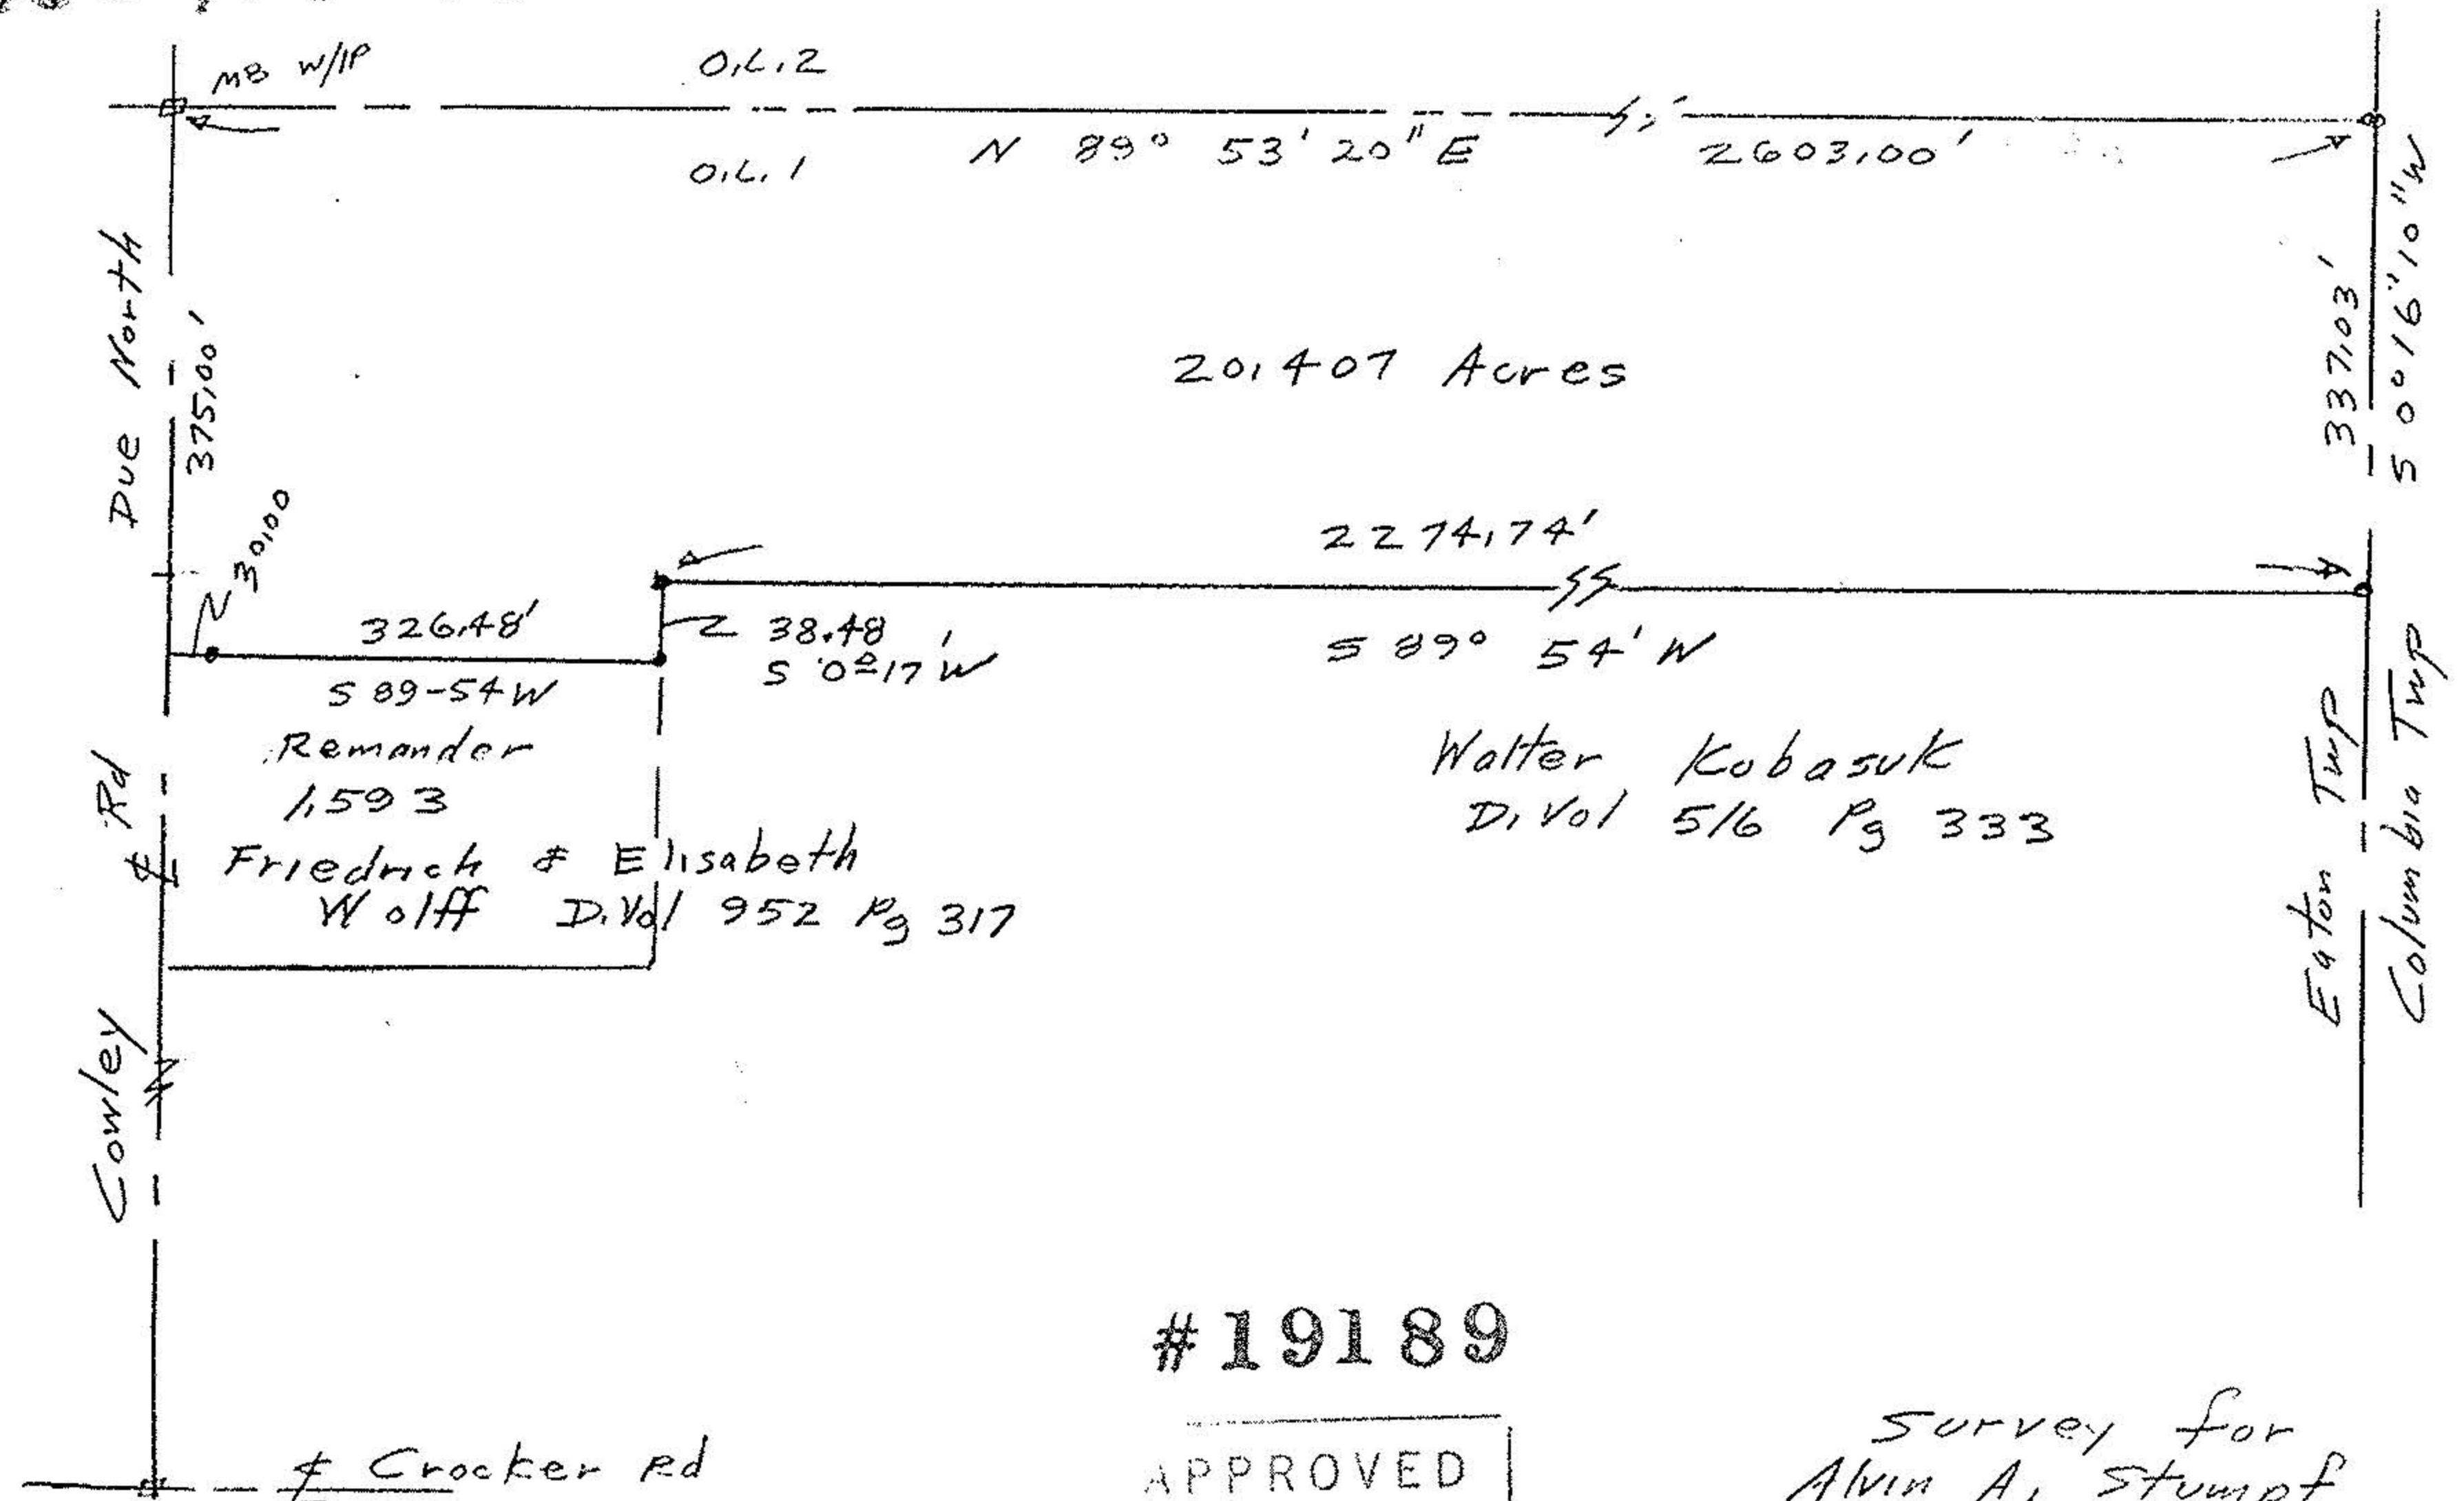 MB W/IP
O.L.2
O.L.1
N 89° 53' 20" E 2603.00'
Due North
375.00'
30.00
20.407 Acres
337.03'
S 0° 16" 10" W
2274.74'
S 89° 54' W
326.48'
S 89-54 W
38.48'
S 0° 17' W
Remander
1.593
Friedrich & Elisabeth
Wolff D.Vol 952 Pg 317
Walter Kobasuk
D. Vol 516 Pg 333
Eaton Twp
Columbia Twp
Cowley Rd ℄
℄ Crocker Rd
#19189
APPROVED
Survey for
Alvin A. Stumpf